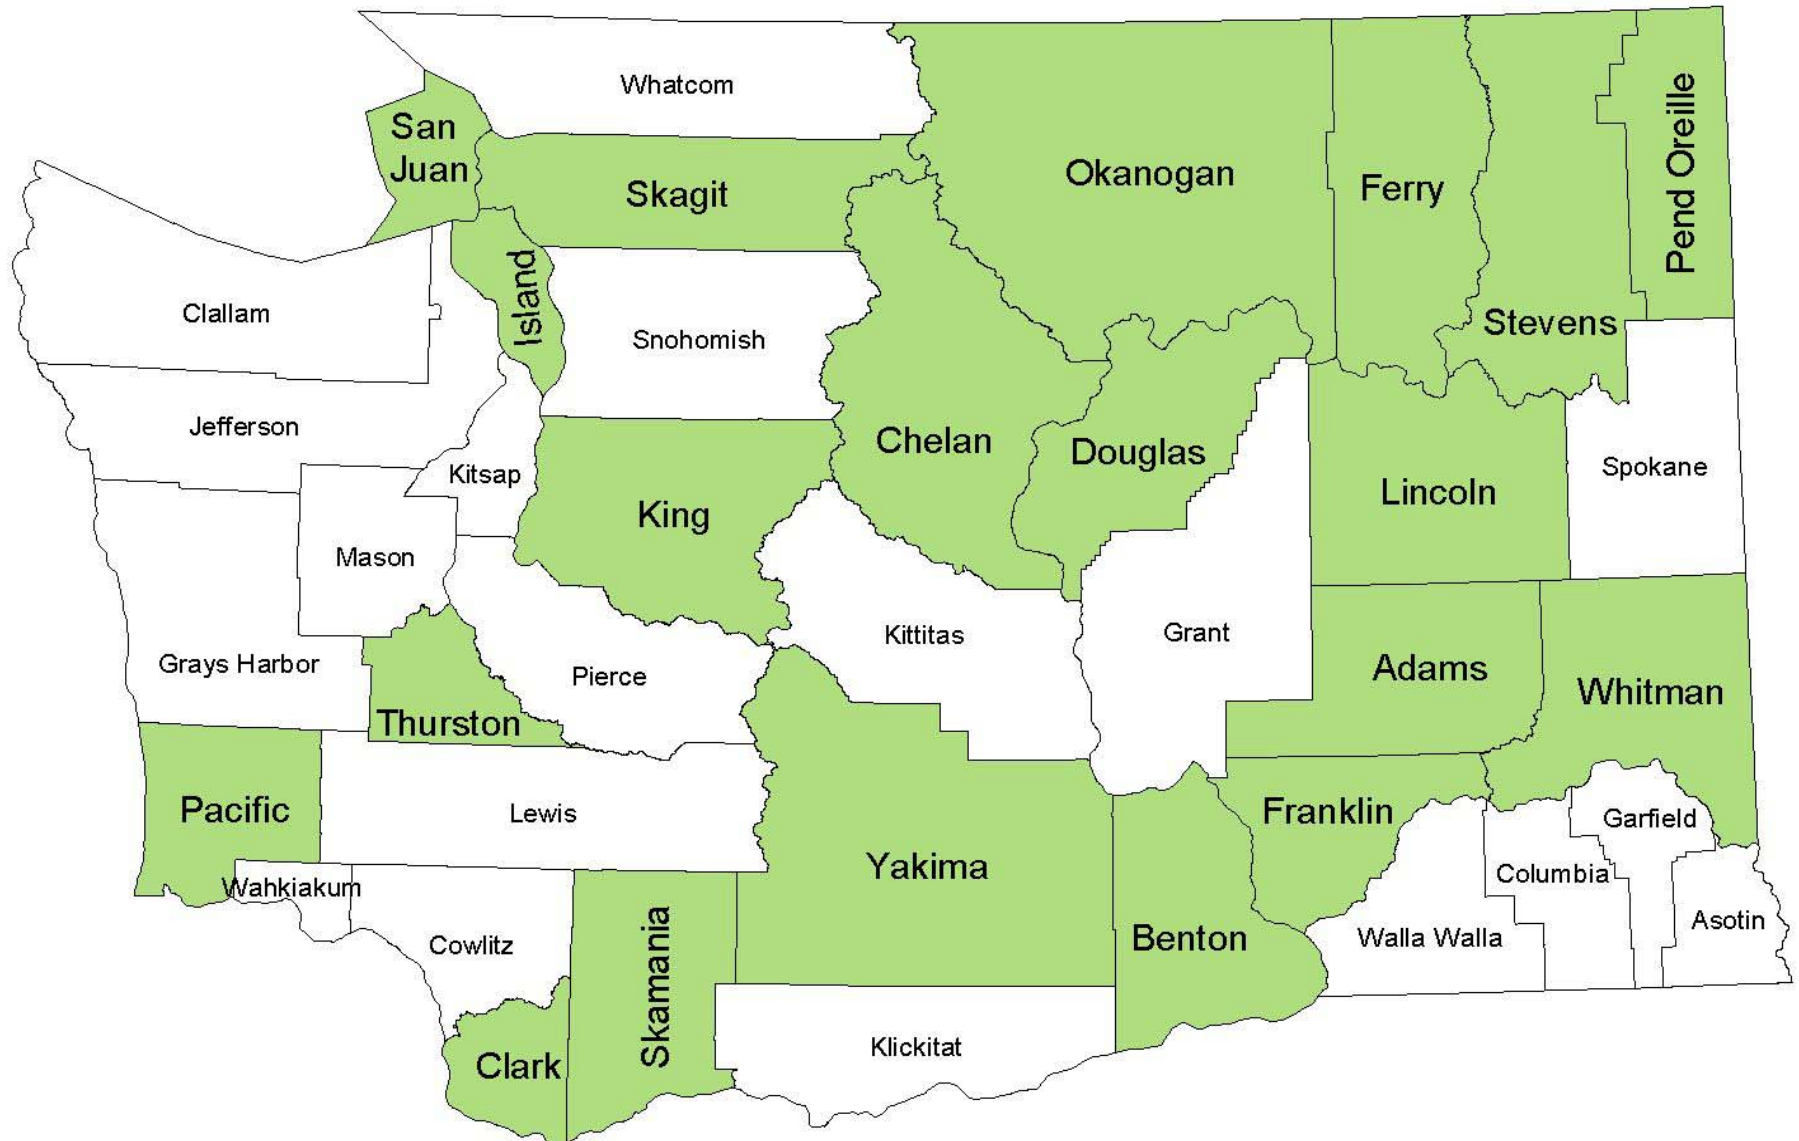 Whatcom
San
Juan
Skagit
Okanogan
Ferry
Pend Oreille
Island
Clallam
Snohomish
Stevens
Jefferson
Kitsap
King
Chelan
Douglas
Lincoln
Spokane
Mason
Grays Harbor
Pierce
Kittitas
Grant
Adams
Whitman
Thurston
Pacific
Lewis
Yakima
Franklin
Garfield
Wahkiakum
Columbia
Cowlitz
Skamania
Benton
Walla Walla
Asotin
Clark
Klickitat